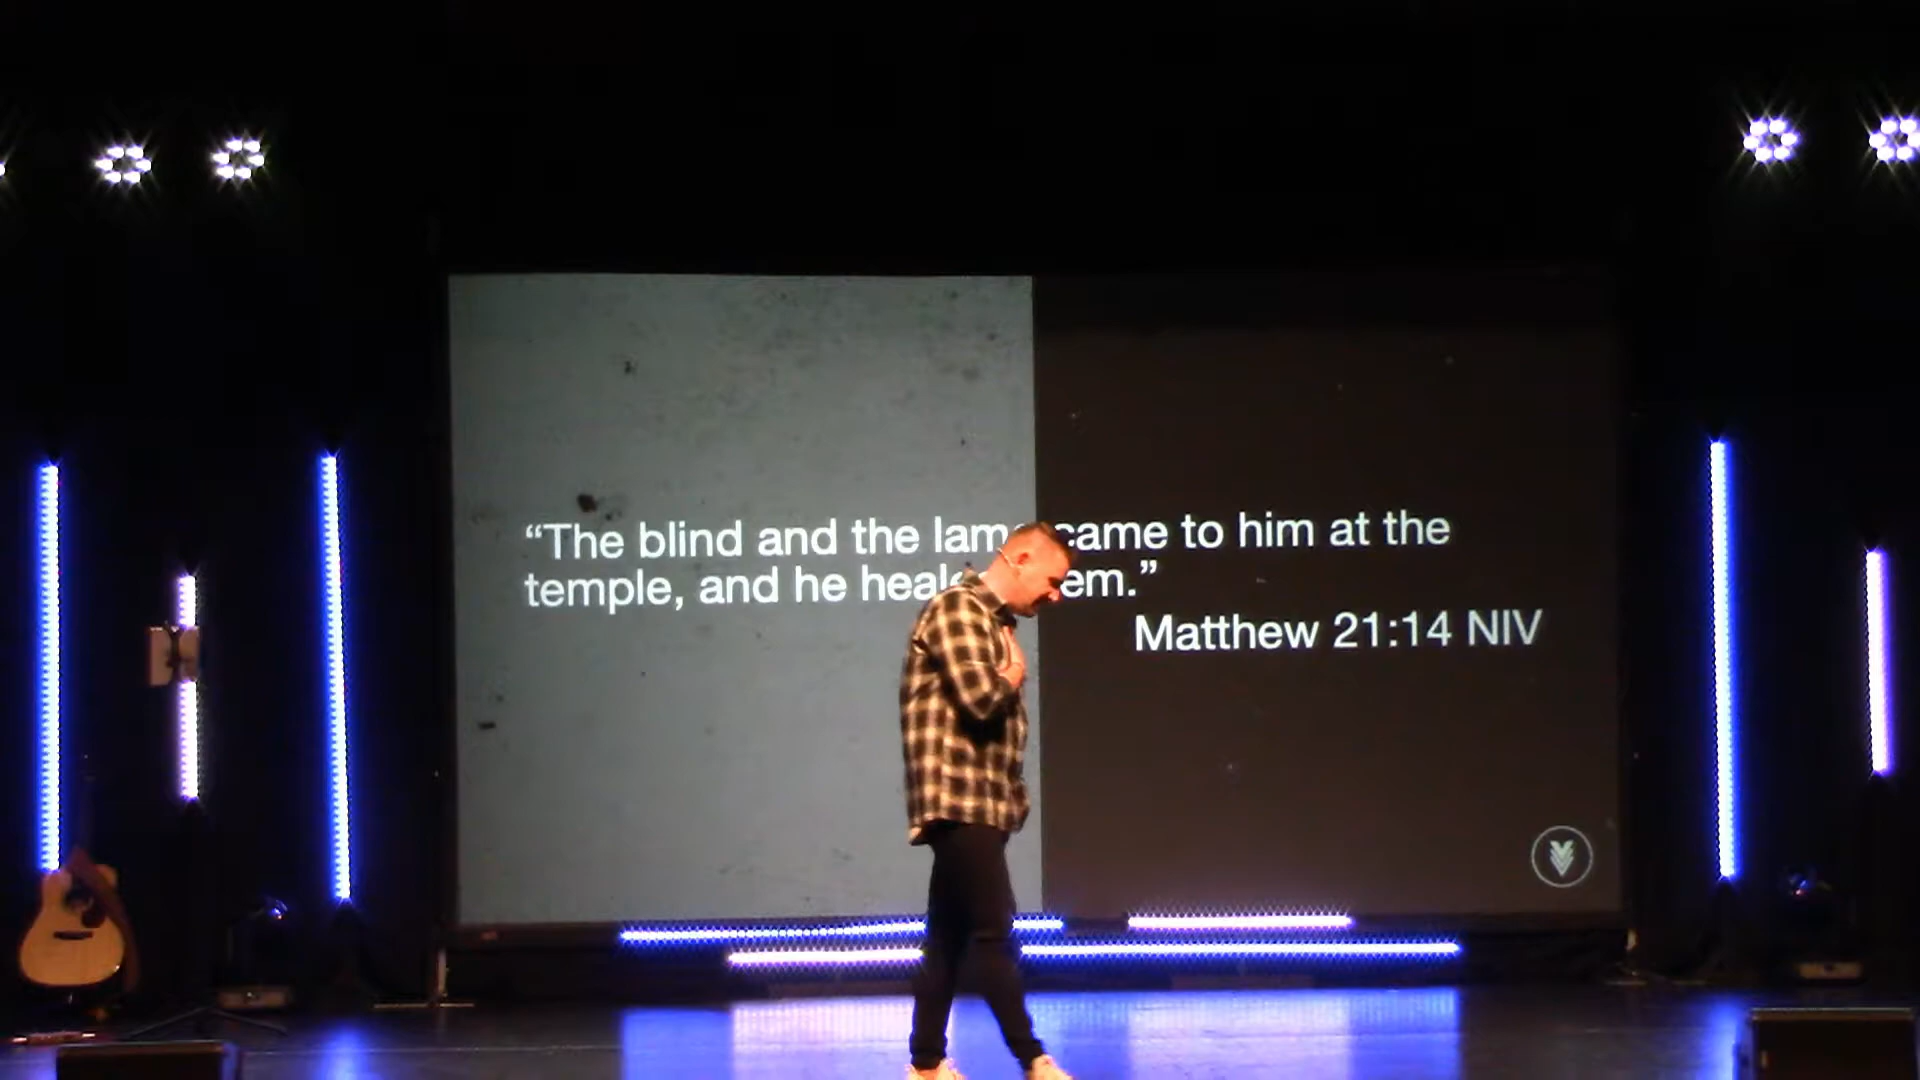 “The blind and the came to him at the
temple, and he
Matthew 21:14 NIV